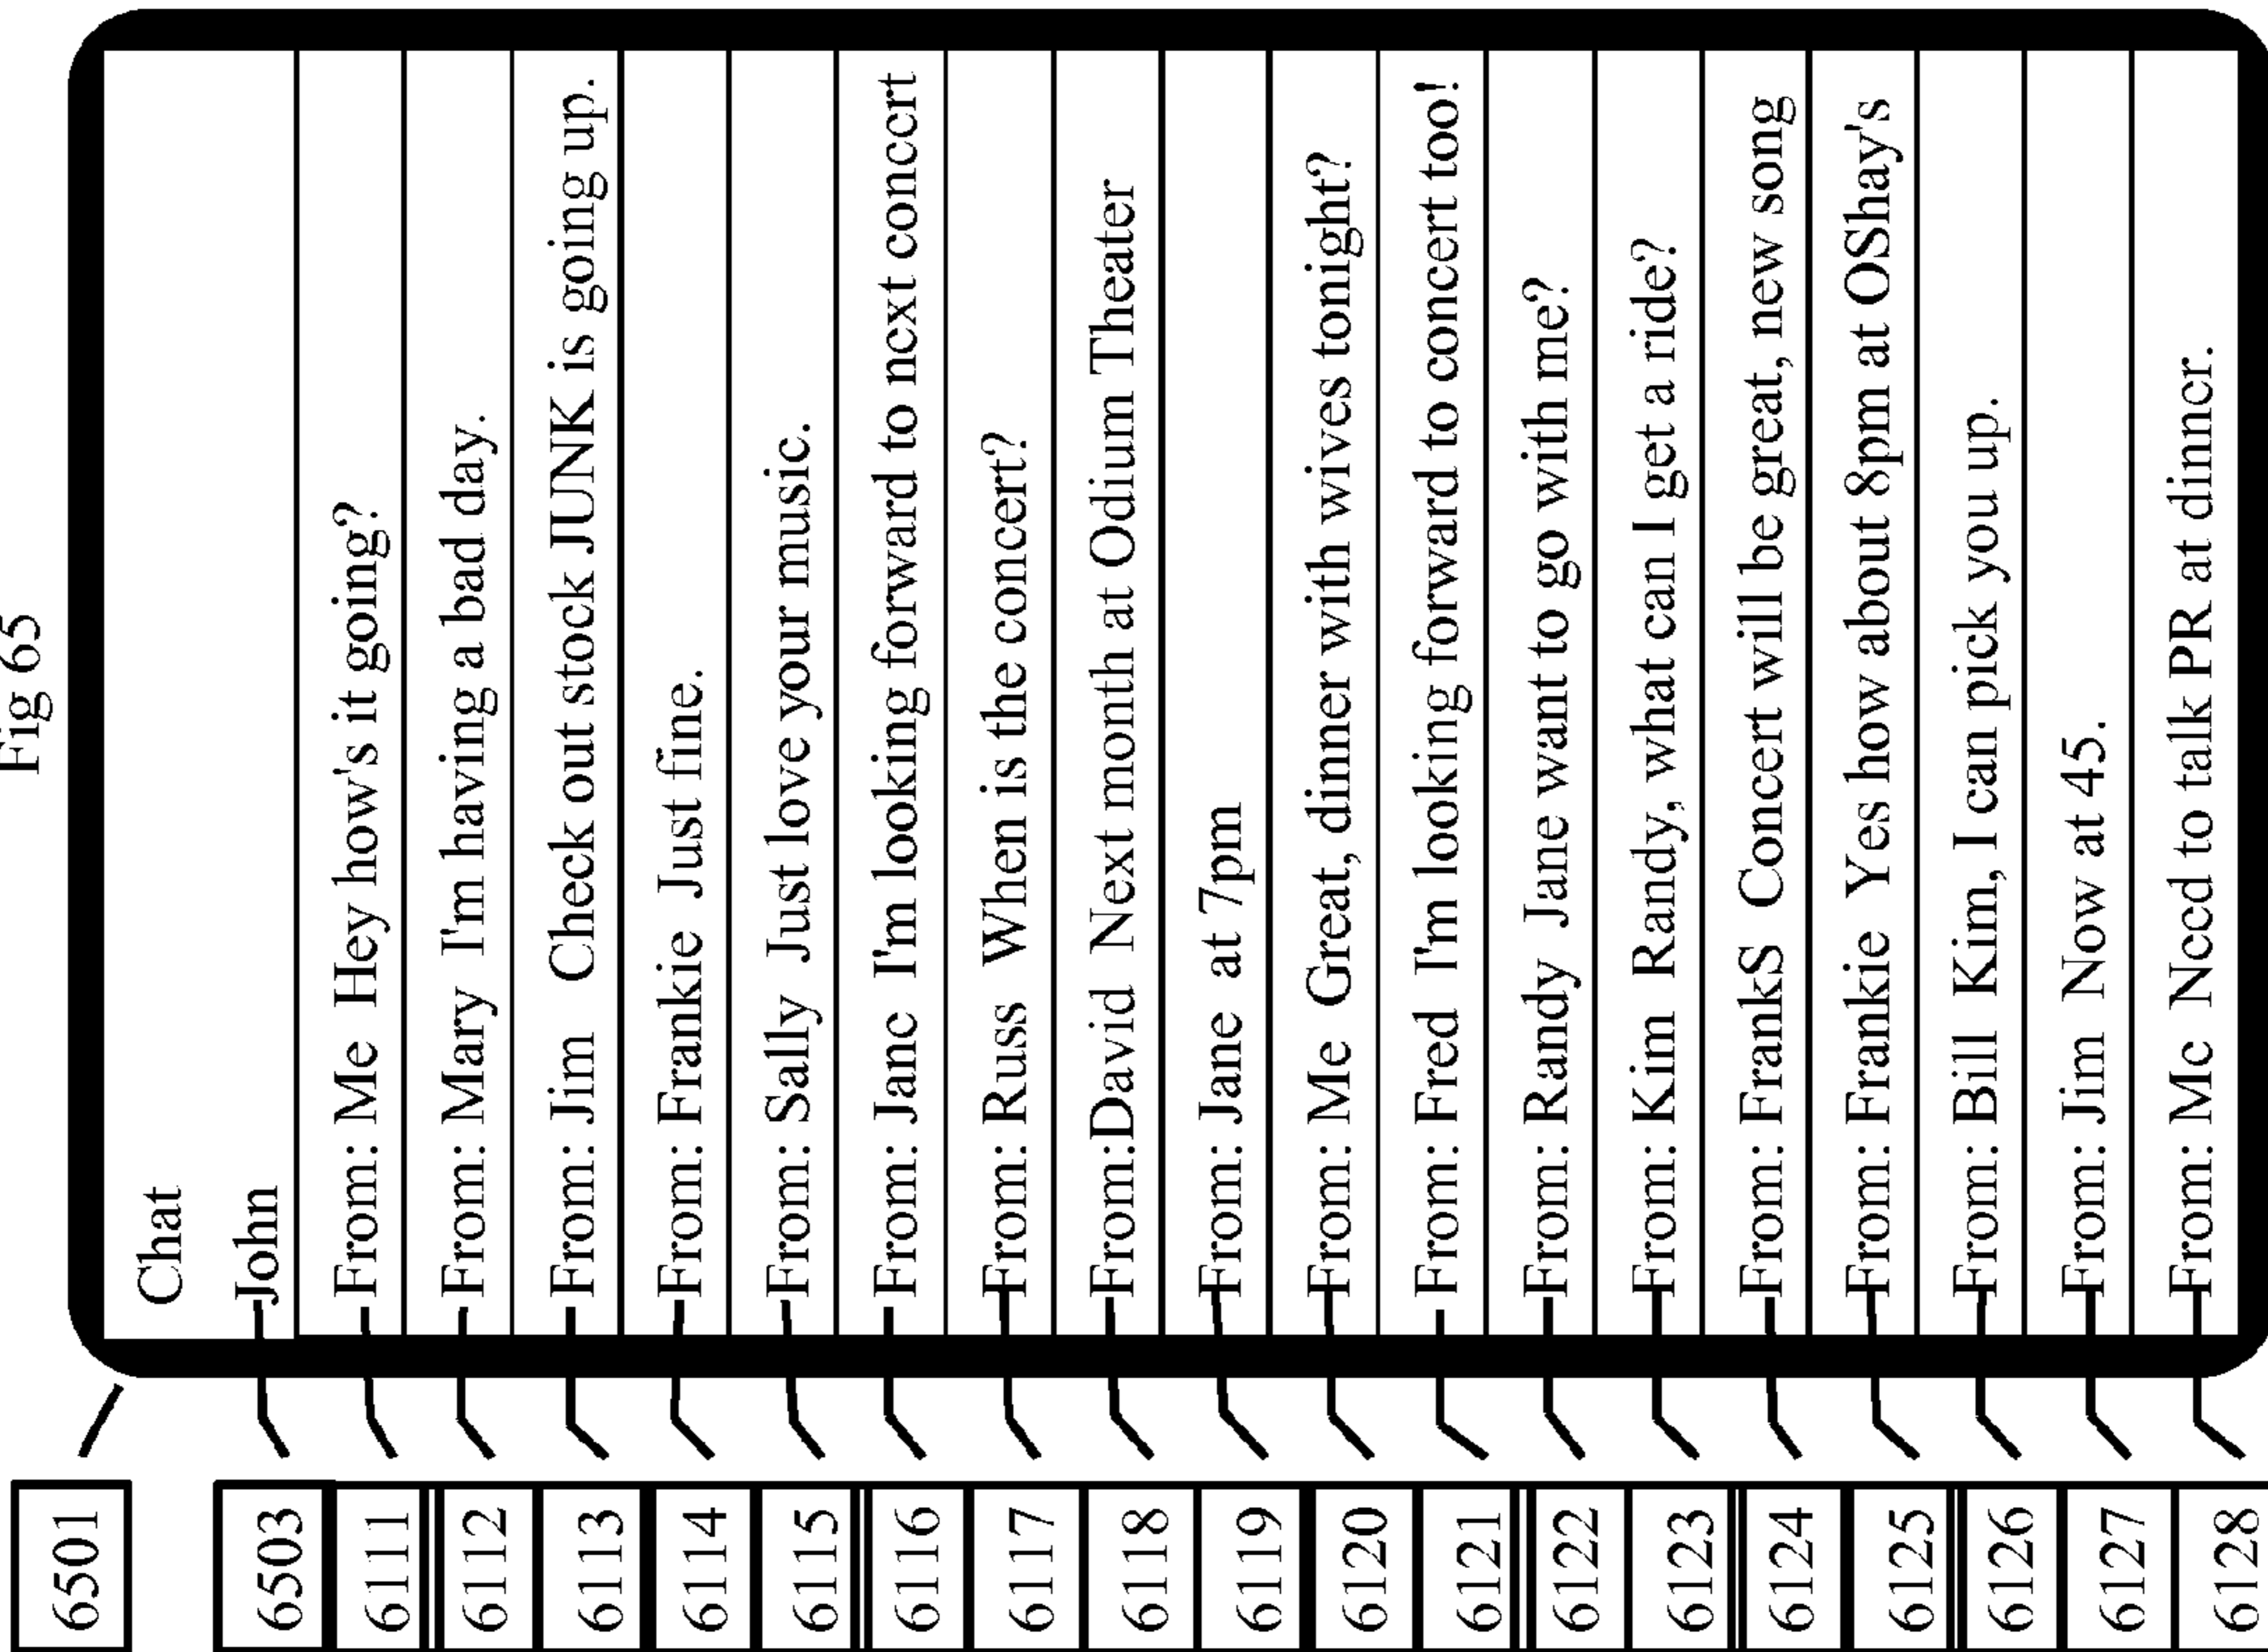 Fig 65
6501
Chat
6503 John
6111 From: Me Hey how's it going?
6112 From: Mary I'm having a bad day.
6113 From: Jim Check out stock JUNK is going up.
6114 From: Frankie Just fine.
6115 From: Sally Just love your music.
6116 From: Jane I'm looking forward to next concert
6117 From: Russ When is the concert?
6118 From:David Next month at Odium Theater
6119 From: Jane at 7pm
6120 From: Me Great, dinner with wives tonight?
6121 From: Fred I'm looking forward to concert too!
6122 From: Randy Jane want to go with me?
6123 From: Kim Randy, what can I get a ride?
6124 From: FrankS Concert will be great, new song
6125 From: Frankie Yes how about 8pm at OShay's
6126 From: Bill Kim, I can pick you up.
6127 From: Jim Now at 45.
6128 From: Me Need to talk PR at dinner.